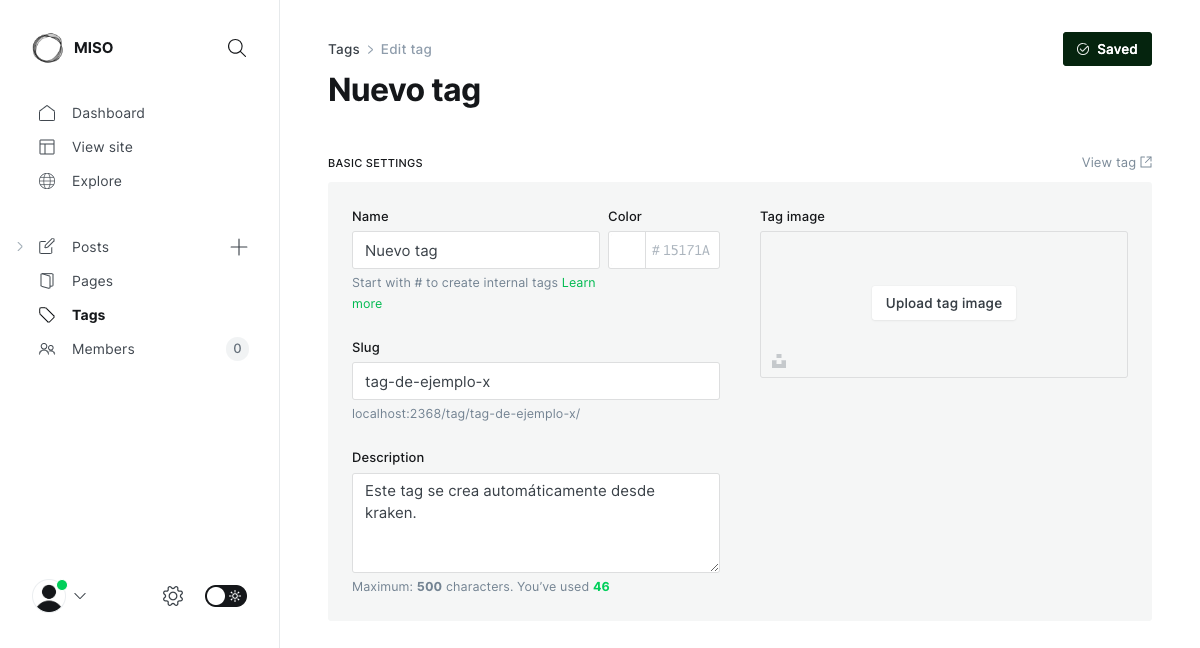 MISO
Dashboard
View site
Explore
Posts
Pages
Tags
Members 0
Tags > Edit tag
Saved
Nuevo tag
BASIC SETTINGS
View tag
Name
Nuevo tag
Start with # to create internal tags Learn
more
Color
# 15171A
Slug
tag-de-ejemplo-x
localhost:2368/tag/tag-de-ejemplo-x/
Description
Este tag se crea automáticamente desde
kraken.
Maximum: 500 characters. You’ve used 46
Tag image
Upload tag image